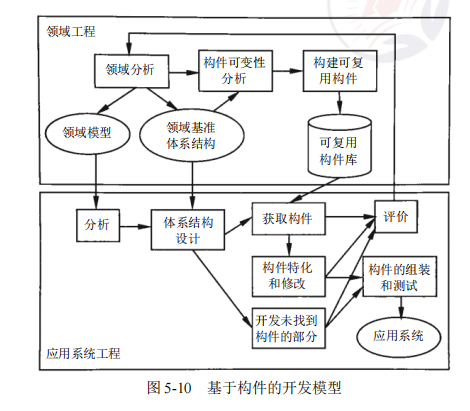 领域工程
领域分析
构件可变性
分析
构建可复
用构件
领域模型
领域基准
体系结构
可复用
构件库
分析
体系结构
设计
获取构件
评价
构件特化
和修改
构件的组装
和测试
开发未找到
构件的部分
应用系统
应用系统工程
图 5-10 基于构件的开发模型